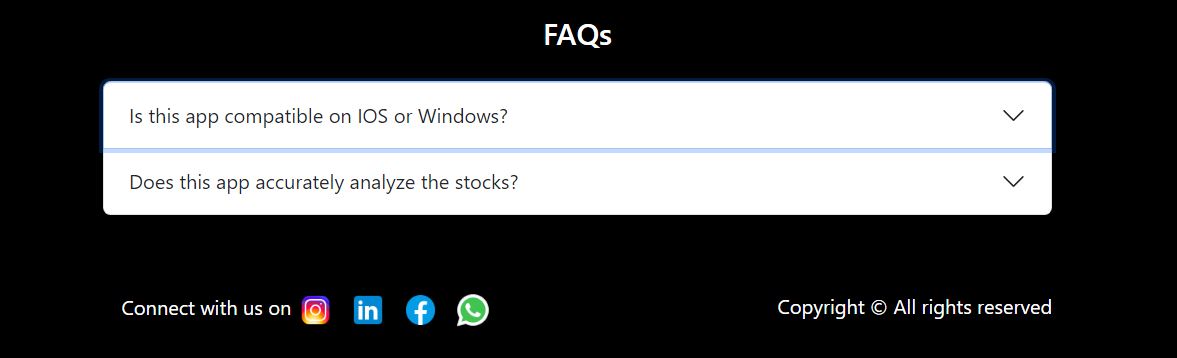 FAQs
Is this app compatible on IOS or Windows?
Does this app accurately analyze the stocks?
Connect with us on in f Copyright © All rights reserved